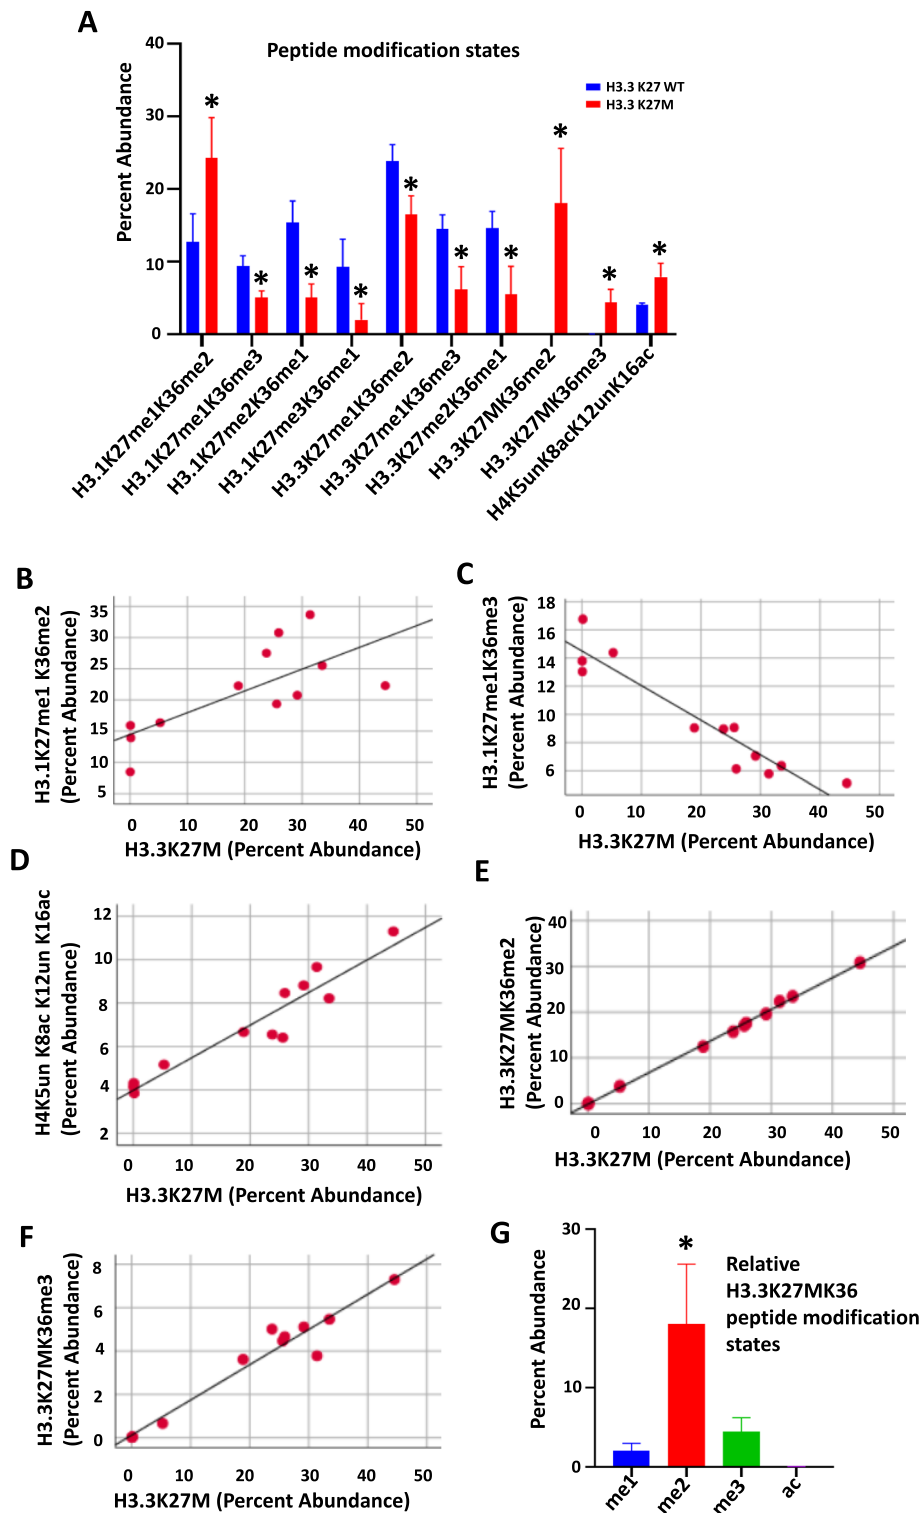 A
Peptide modification states
Percent Abundance
40
30
20
10
0
H3.3 K27 WT
H3.3 K27M
*
*
*
*
*
*
*
*
*
*
H3.1K27me1K36me2
H3.1K27me1K36me3
H3.1K27me2K36me1
H3.1K27me3K36me1
H3.3K27me1K36me2
H3.3K27me1K36me3
H3.3K27me2K36me1
H3.3K27MK36me2
H3.3K27MK36me3
H4K5unK8acK12unK16ac
B
H3.1K27me1 K36me2
(Percent Abundance)
35
30
25
20
15
10
5
0 10 20 30 40 50
H3.3K27M (Percent Abundance)
C
H3.1K27me1K36me3
(Percent Abundance)
18
16
14
12
10
8
6
0 10 20 30 40 50
H3.3K27M (Percent Abundance)
D
H4K5un K8ac K12un K16ac
(Percent Abundance)
12
10
8
6
4
2
0 10 20 30 40 50
H3.3K27M (Percent Abundance)
E
H3.3K27MK36me2
(Percent Abundance)
40
30
20
10
0
0 10 20 30 40 50
H3.3K27M (Percent Abundance)
F
H3.3K27MK36me3
(Percent Abundance)
8
6
4
2
0
0 10 20 30 40 50
H3.3K27M (Percent Abundance)
G
Percent Abundance
30
20
10
0
*
Relative
H3.3K27MK36
peptide modification
states
me1
me2
me3
ac